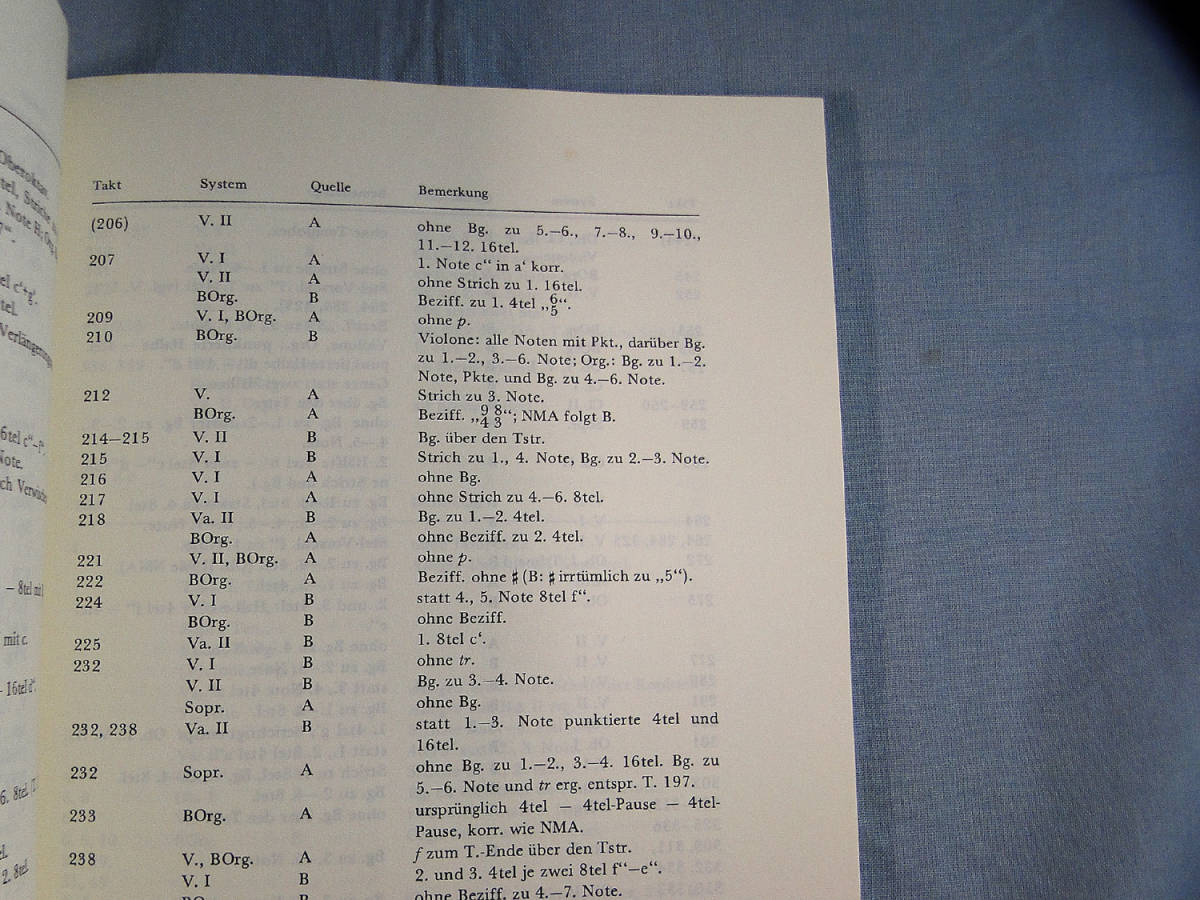 Takt System Quelle Bemerkung
(206) V. II A ohne Bg. zu 5.—6., 7.—8., 9.—10.,
11.—12. 16tel.
207 V. I A 1. Note c“ in a‘ korr.
V. II A ohne Strich zu 1. 16tel.
BOrg. B Beziff. zu 1. 4tel „6 5“.
209 V. I, BOrg. A ohne p.
210 BOrg. B Violone: alle Noten mit Pkt., darüber Bg.
zu 1.—2., 3.—6. Note; Org.: Bg. zu 1.—2.
Note, Pkte. und Bg. zu 4.—6. Note.
212 V. A Strich zu 3. Note.
BOrg. A Beziff. „9 8 4 3“; NMA folgt B.
214—215 V. II B Bg. über den Tstr.
215 V. I B Strich zu 1., 4. Note, Bg. zu 2.—3. Note.
216 V. I A ohne Bg.
217 V. I A ohne Strich zu 4.—6. 8tel.
218 Va. II B Bg. zu 1.—2. 4tel.
BOrg. A ohne Beziff. zu 2. 4tel.
221 V. II, BOrg. A ohne p.
222 BOrg. A Beziff. ohne ♯ (B: ♯ irrtümlich zu „5“).
224 V. I B statt 4., 5. Note 8tel f“.
BOrg. B ohne Beziff.
225 Va. II B 1. 8tel c‘.
232 V. I B ohne tr.
V. II B Bg. zu 3.—4. Note.
Sopr. A ohne Bg.
232, 238 Va. II B statt 1.—3. Note punktierte 4tel und
16tel.
232 Sopr. A ohne Bg. zu 1.—2., 3.—4. 16tel. Bg. zu
5.—6. Note und tr erg. entspr. T. 197.
233 BOrg. A ursprünglich 4tel — 4tel-Pause — 4tel-
Pause, korr. wie NMA.
238 V., BOrg. A f zum T.-Ende über den Tstr.
V. I B 2. und 3. 4tel je zwei 8tel f“—e“.
ohne Beziff. zu 4.—7. Note.